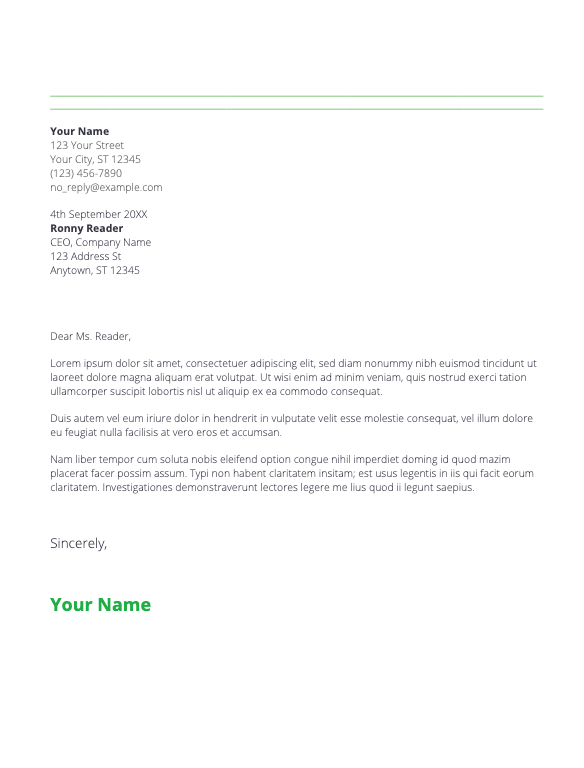 Your Name
123 Your Street
Your City, ST 12345
(123) 456-7890
no_reply@example.com
4th September 20XX
Ronny Reader
CEO, Company Name
123 Address St
Anytown, ST 12345
Dear Ms. Reader,
Lorem ipsum dolor sit amet, consectetuer adipiscing elit, sed diam nonummy nibh euismod tincidunt ut
laoreet dolore magna aliquam erat volutpat. Ut wisi enim ad minim veniam, quis nostrud exerci tation
ullamcorper suscipit lobortis nisl ut aliquip ex ea commodo consequat.
Duis autem vel eum iriure dolor in hendrerit in vulputate velit esse molestie consequat, vel illum dolore
eu feugiat nulla facilisis at vero eros et accumsan.
Nam liber tempor cum soluta nobis eleifend option congue nihil imperdiet doming id quod mazim
placerat facer possim assum. Typi non habent claritatem insitam; est usus legentis in iis qui facit eorum
claritatem. Investigationes demonstraverunt lectores legere me lius quod ii legunt saepius.
Sincerely,
Your Name